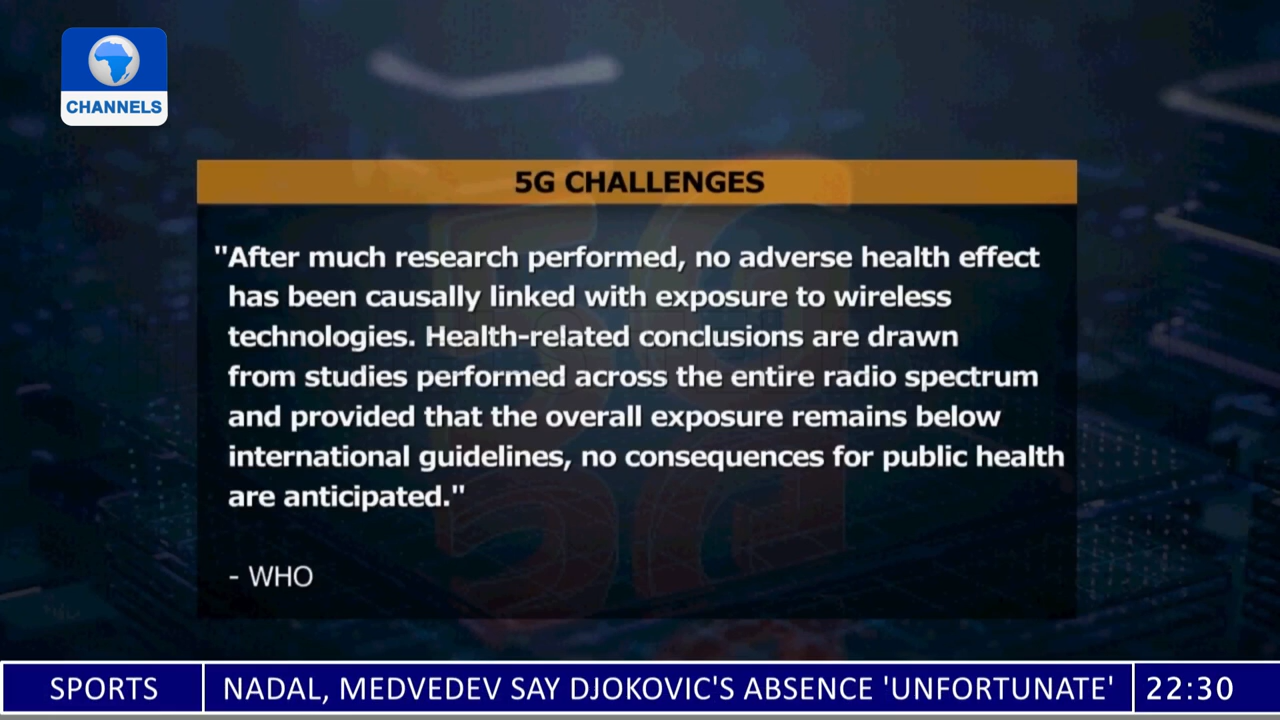 CHANNELS
5G CHALLENGES
"After much research performed, no adverse health effect
has been causally linked with exposure to wireless
technologies. Health-related conclusions are drawn
from studies performed across the entire radio spectrum
and provided that the overall exposure remains below
international guidelines, no consequences for public health
are anticipated."
- WHO
SPORTS
NADAL, MEDVEDEV SAY DJOKOVIC'S ABSENCE 'UNFORTUNATE'
22:30